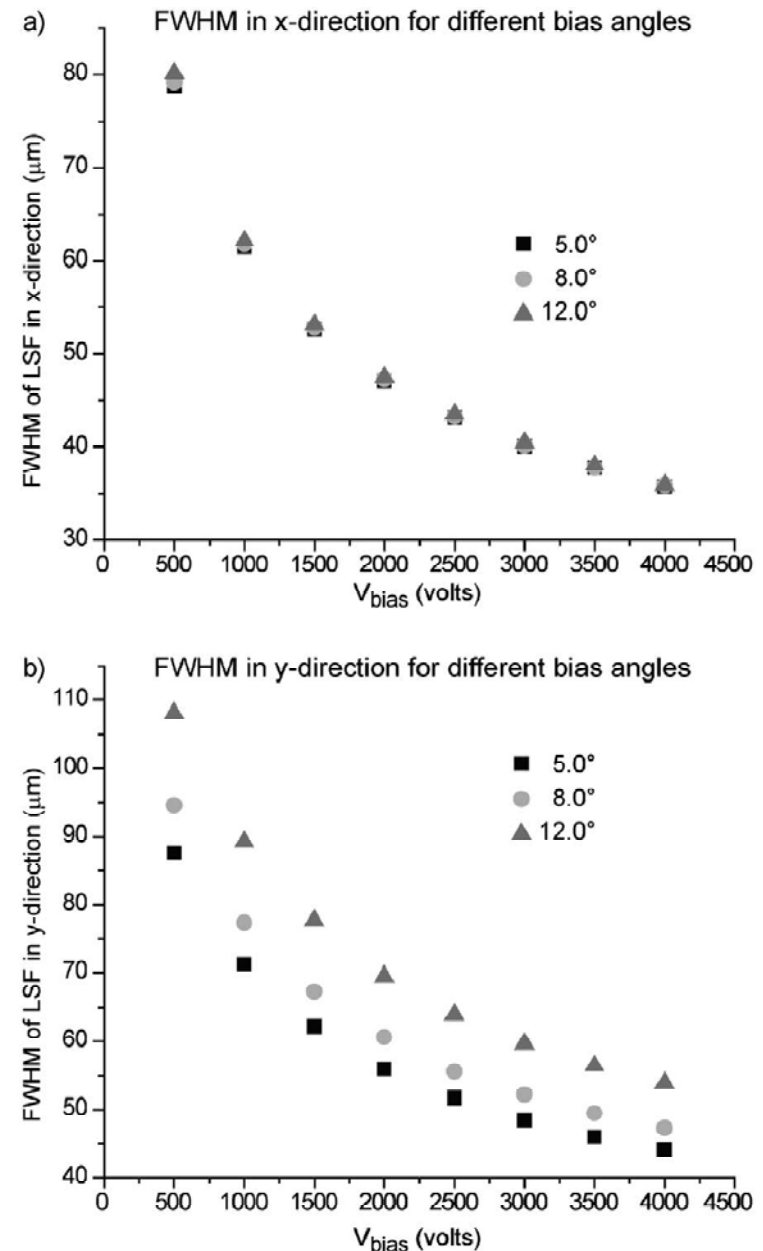 a) FWHM in x-direction for different bias angles
FWHM of LSF in x-direction (μm)
80
70
60
50
40
30
5.0°
8.0°
12.0°
0 500 1000 1500 2000 2500 3000 3500 4000 4500
Vbias (volts)
b) FWHM in y-direction for different bias angles
FWHM of LSF in y-direction (μm)
110
100
90
80
70
60
50
40
5.0°
8.0°
12.0°
0 500 1000 1500 2000 2500 3000 3500 4000 4500
Vbias (volts)